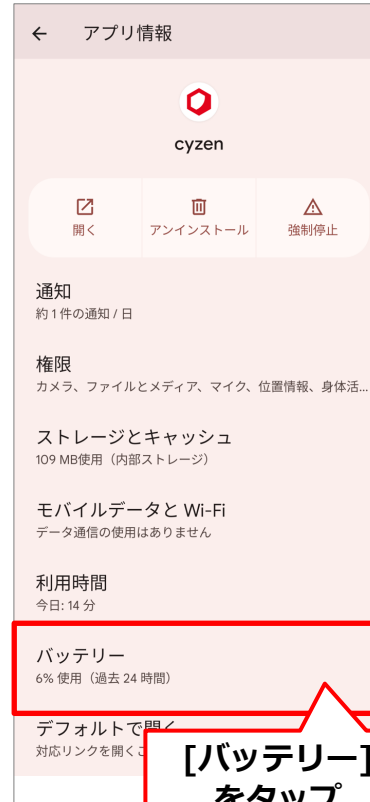 ← アプリ情報
cyzen
開く アンインストール 強制停止
通知
約 1 件の通知 / 日
権限
カメラ、ファイルとメディア、マイク、位置情報、身体活...
ストレージとキャッシュ
109 MB使用（内部ストレージ）
モバイルデータと Wi-Fi
データ通信の使用はありません
利用時間
今日: 14 分
バッテリー
6% 使用（過去 24 時間）
デフォルトで開く
対応リンクを開くこ
[バッテリー]
をタップ